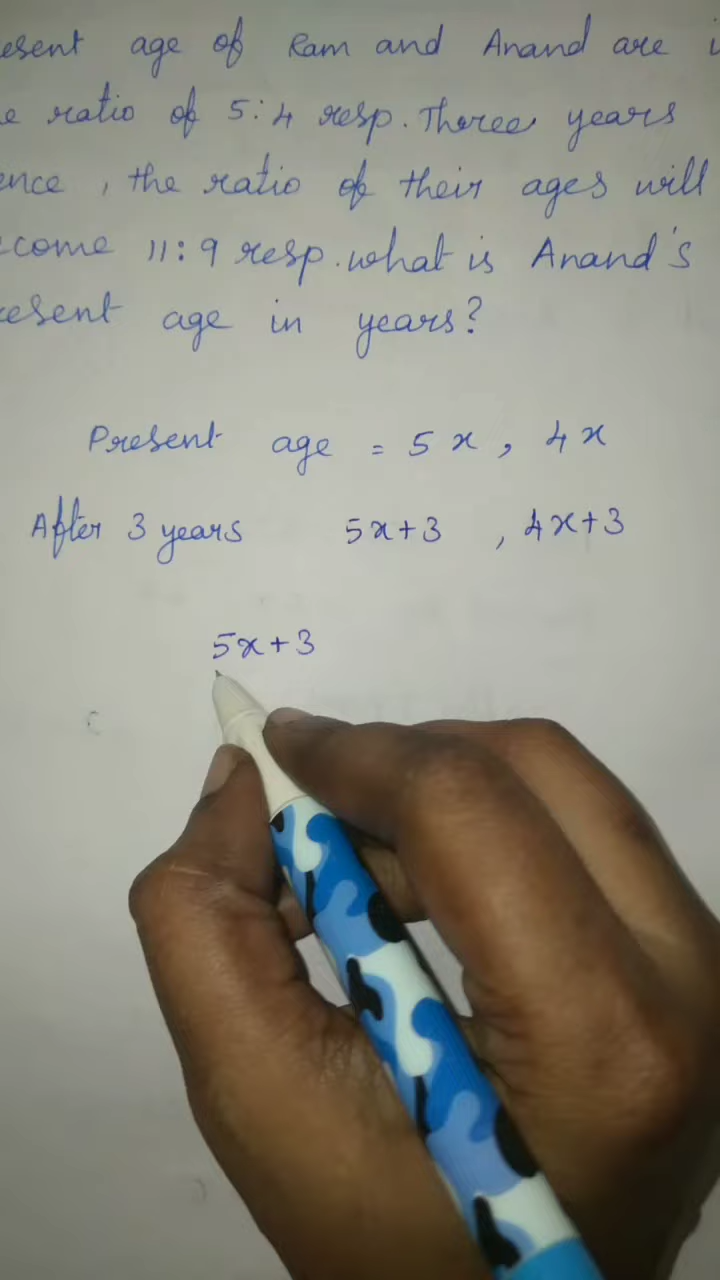 esent age of Ram and Anand are i
e ratio of 5:4 resp. Three years
ence, the ratio of their ages will
come 11:9 resp. what is Anand's
esent age in years?
Present age = 5x, 4x
After 3 years 5x+3 , 4x+3
5x+3